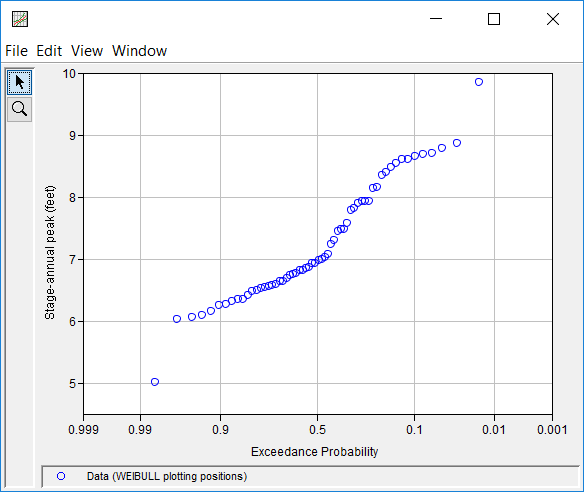 File Edit View Window
10
9
8
7
6
5
Stage-annual peak (feet)
0.999 0.99 0.9 0.5 0.1 0.01 0.001
Exceedance Probability
Data (WEIBULL plotting positions)